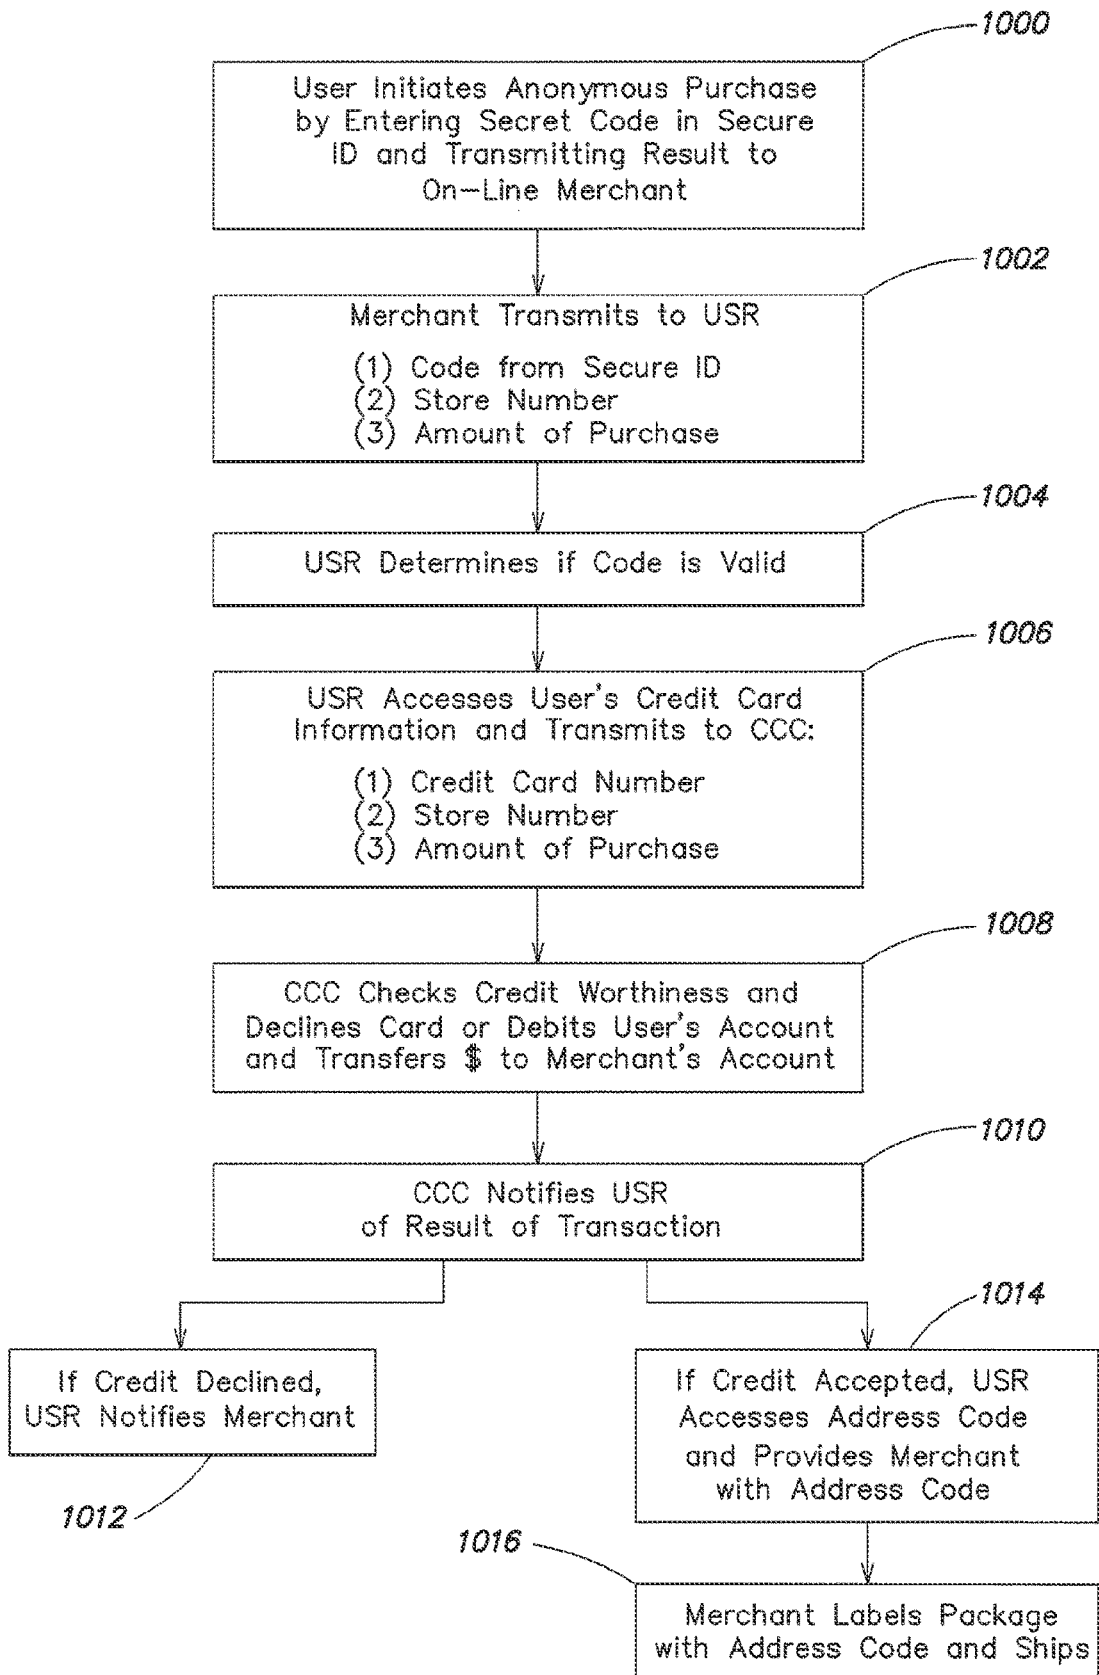 1000
User Initiates Anonymous Purchase
by Entering Secret Code in Secure
ID and Transmitting Result to
On-Line Merchant
1002
Merchant Transmits to USR
(1) Code from Secure ID
(2) Store Number
(3) Amount of Purchase
1004
USR Determines if Code is Valid
1006
USR Accesses User's Credit Card
Information and Transmits to CCC:
(1) Credit Card Number
(2) Store Number
(3) Amount of Purchase
1008
CCC Checks Credit Worthiness and
Declines Card or Debits User's Account
and Transfers $ to Merchant's Account
1010
CCC Notifies USR
of Result of Transaction
If Credit Declined,
USR Notifies Merchant
1012
1014
If Credit Accepted, USR
Accesses Address Code
and Provides Merchant
with Address Code
1016
Merchant Labels Package
with Address Code and Ships